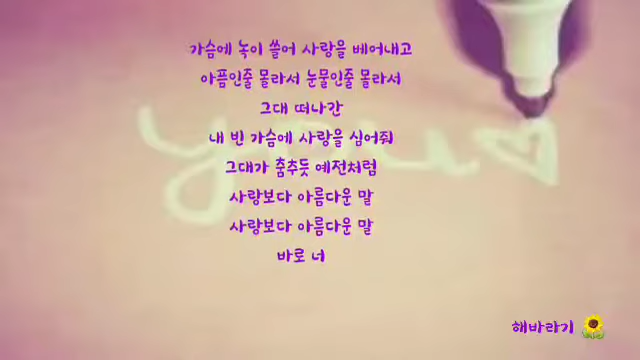 가슴에 녹이 쓸어 사랑을 베어내고
아픔인줄 몰라서 눈물인줄 몰라서
그대 떠나간
내 빈 가슴에 사랑을 심어줘
그대가 춤추듯 예전처럼
사랑보다 아름다운 말
사랑보다 아름다운 말
바로 너
you
해바라기